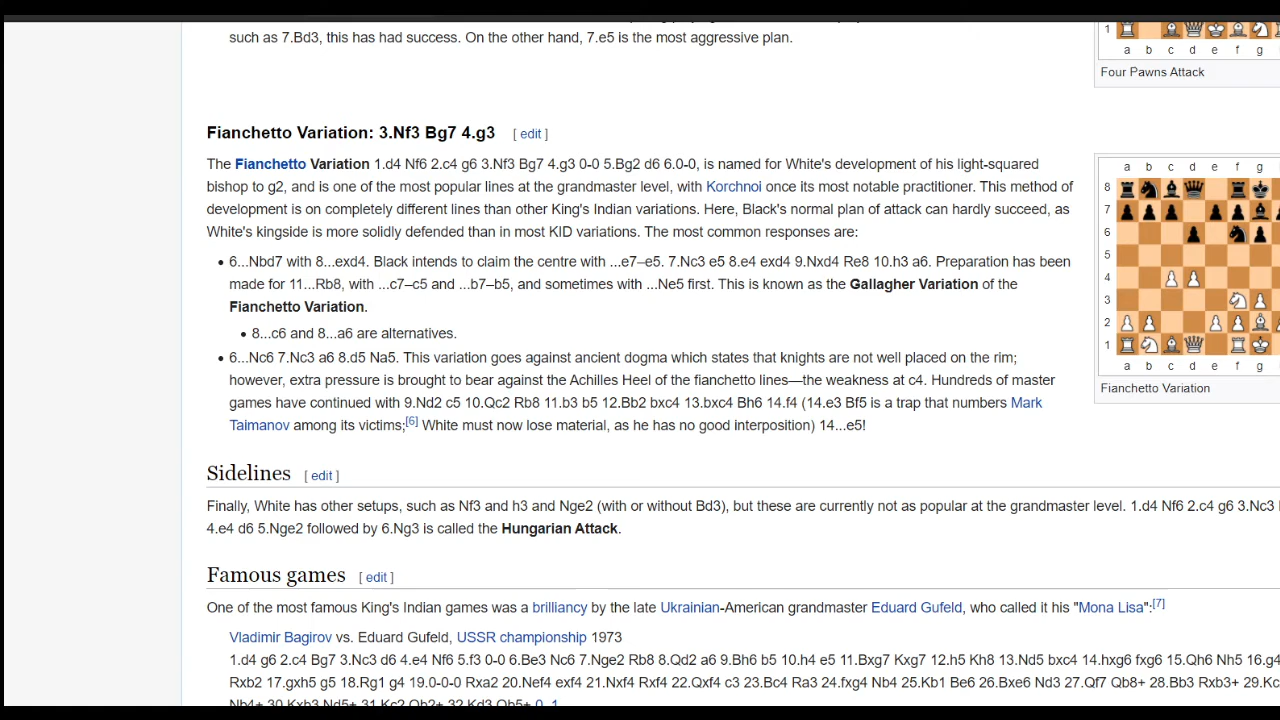 such as 7.Bd3, this has had success. On the other hand, 7.e5 is the most aggressive plan.
1
a b c d e f g
Four Pawns Attack
Fianchetto Variation: 3.Nf3 Bg7 4.g3 [ edit ]
The Fianchetto Variation 1.d4 Nf6 2.c4 g6 3.Nf3 Bg7 4.g3 0-0 5.Bg2 d6 6.0-0, is named for White's development of his light-squared
bishop to g2, and is one of the most popular lines at the grandmaster level, with Korchnoi once its most notable practitioner. This method of
development is on completely different lines than other King's Indian variations. Here, Black's normal plan of attack can hardly succeed, as
White's kingside is more solidly defended than in most KID variations. The most common responses are:
• 6...Nbd7 with 8...exd4. Black intends to claim the centre with ...e7–e5. 7.Nc3 e5 8.e4 exd4 9.Nxd4 Re8 10.h3 a6. Preparation has been
made for 11...Rb8, with ...c7–c5 and ...b7–b5, and sometimes with ...Ne5 first. This is known as the Gallagher Variation of the
Fianchetto Variation.
• 8...c6 and 8...a6 are alternatives.
• 6...Nc6 7.Nc3 a6 8.d5 Na5. This variation goes against ancient dogma which states that knights are not well placed on the rim;
however, extra pressure is brought to bear against the Achilles Heel of the fianchetto lines—the weakness at c4. Hundreds of master
games have continued with 9.Nd2 c5 10.Qc2 Rb8 11.b3 b5 12.Bb2 bxc4 13.bxc4 Bh6 14.f4 (14.e3 Bf5 is a trap that numbers Mark
Taimanov among its victims;[6] White must now lose material, as he has no good interposition) 14...e5!
a b c d e f g
8
7
6
5
4
3
2
1
a b c d e f g
Fianchetto Variation
Sidelines [ edit ]
Finally, White has other setups, such as Nf3 and h3 and Nge2 (with or without Bd3), but these are currently not as popular at the grandmaster level. 1.d4 Nf6 2.c4 g6 3.Nc3
4.e4 d6 5.Nge2 followed by 6.Ng3 is called the Hungarian Attack.
Famous games [ edit ]
One of the most famous King's Indian games was a brilliancy by the late Ukrainian-American grandmaster Eduard Gufeld, who called it his "Mona Lisa":[7]
Vladimir Bagirov vs. Eduard Gufeld, USSR championship 1973
1.d4 g6 2.c4 Bg7 3.Nc3 d6 4.e4 Nf6 5.f3 0-0 6.Be3 Nc6 7.Nge2 Rb8 8.Qd2 a6 9.Bh6 b5 10.h4 e5 11.Bxg7 Kxg7 12.h5 Kh8 13.Nd5 bxc4 14.hxg6 fxg6 15.Qh6 Nh5 16.g4
Rxb2 17.gxh5 g5 18.Rg1 g4 19.0-0-0 Rxa2 20.Nef4 exf4 21.Nxf4 Rxf4 22.Qxf4 c3 23.Bc4 Ra3 24.fxg4 Nb4 25.Kb1 Be6 26.Bxe6 Nd3 27.Qf7 Qb8+ 28.Bb3 Rxb3+ 29.Kc
Nb4+ 30.Kxb3 Nd5+ 31.Kc2 Qb2+ 32.Kd3 Qb5+ 0–1